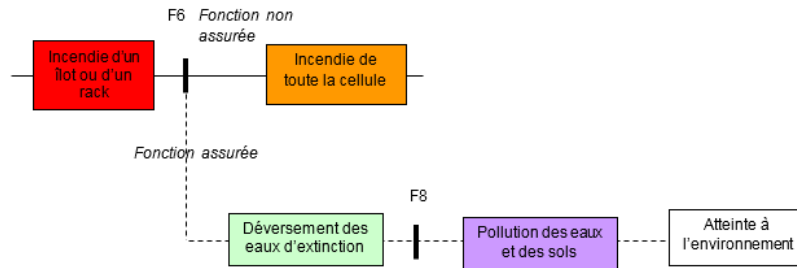 F6 Fonction non
assurée
Incendie d'un
îlot ou d'un
rack
Incendie de
toute la cellule
Fonction assurée
F8
Déversement des
eaux d'extinction
Pollution des eaux
et des sols
Atteinte à
l'environnement